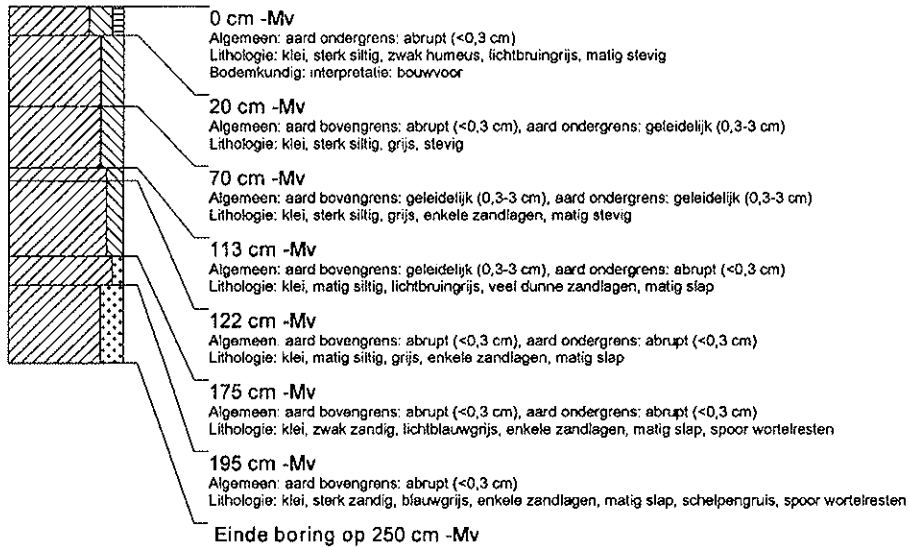 0 cm -Mv
Algemeen: aard ondergrens: abrupt (<0,3 cm)
Lithologie: klei, sterk siltig, zwak humeus, lichtbruingrijs, matig stevig
Bodemkundig: interpretatie: bouwvoor
20 cm -Mv
Algemeen: aard bovengrens: abrupt (<0,3 cm), aard ondergrens: geleidelijk (0,3-3 cm)
Lithologie: klei, sterk siltig, grijs, stevig
70 cm -Mv
Algemeen: aard bovengrens: geleidelijk (0,3-3 cm), aard ondergrens: geleidelijk (0,3-3 cm)
Lithologie: klei, sterk siltig, grijs, enkele zandlagen, matig stevig
113 cm -Mv
Algemeen: aard bovengrens: geleidelijk (0,3-3 cm), aard ondergrens: abrupt (<0,3 cm)
Lithologie: klei, matig siltig, lichtbruingrijs, veel dunne zandlagen, matig slap
122 cm -Mv
Algemeen: aard bovengrens: abrupt (<0,3 cm), aard ondergrens: abrupt (<0,3 cm)
Lithologie: klei, matig siltig, grijs, enkele zandlagen, matig slap
175 cm -Mv
Algemeen: aard bovengrens: abrupt (<0,3 cm), aard ondergrens: abrupt (<0,3 cm)
Lithologie: klei, zwak zandig, lichtblauwgrijs, enkele zandlagen, matig slap, spoor wortelresten
195 cm -Mv
Algemeen: aard bovengrens: abrupt (<0,3 cm)
Lithologie: klei, sterk zandig, blauwgrijs, enkele zandlagen, matig slap, schelpengruis, spoor wortelresten
Einde boring op 250 cm -Mv